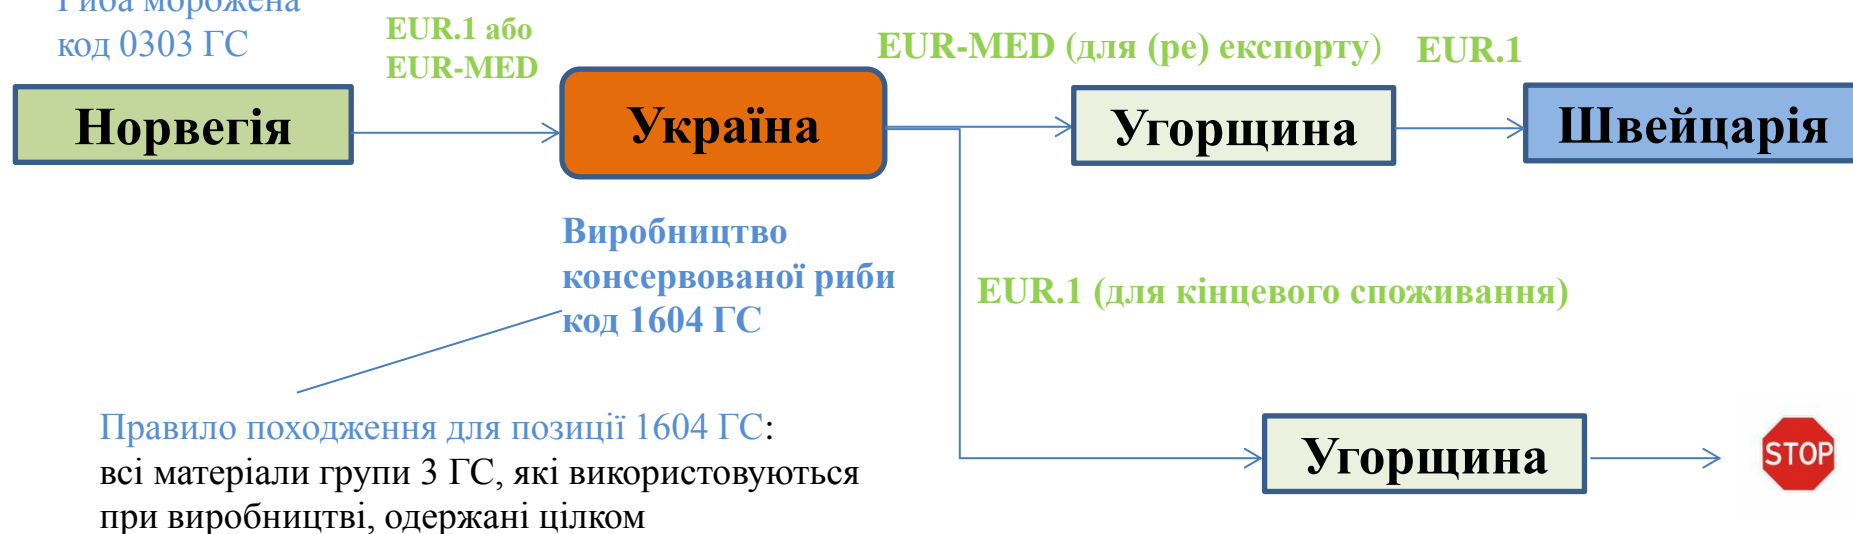 Риба морожена
код 0303 ГС
EUR.1 або
EUR-MED
EUR-MED (для (ре) експорту)
EUR.1
Норвегія
Україна
Угорщина
Швейцарія
Виробництво
консервованої риби
код 1604 ГС
EUR.1 (для кінцевого споживання)
Правило походження для позиції 1604 ГС:
всі матеріали групи 3 ГС, які використовуються
при виробництві, одержані цілком
Угорщина
STOP